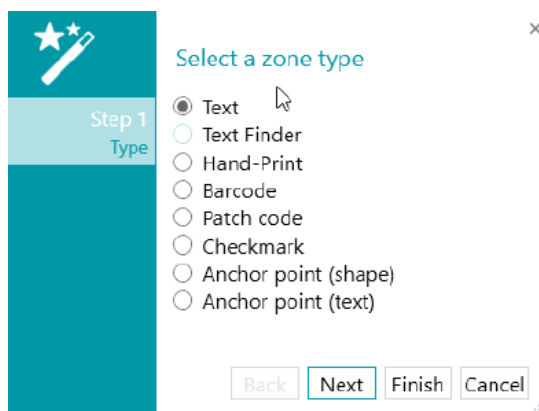 Select a zone type
Step 1
Type
Text
Text Finder
Hand-Print
Barcode
Patch code
Checkmark
Anchor point (shape)
Anchor point (text)
Back Next Finish Cancel